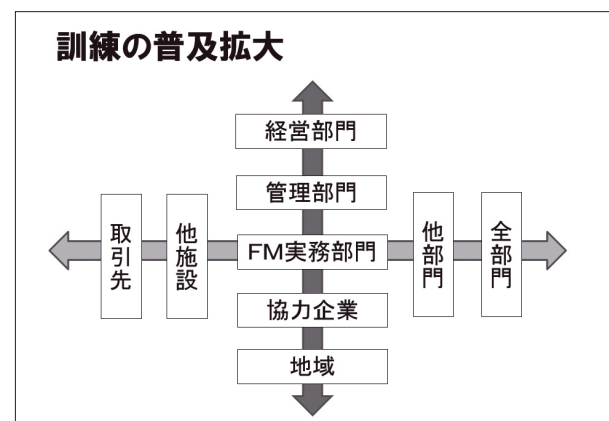 訓練の普及拡大
経営部門
管理部門
取引先
他施設
FM実務部門
他部門
全部門
協力企業
地域